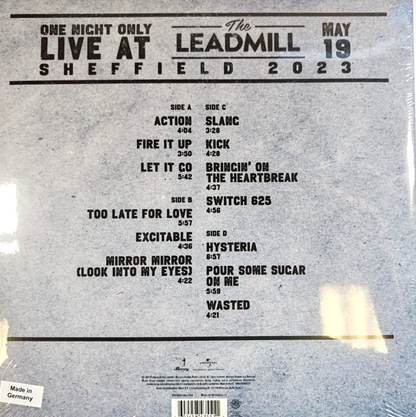 ONE NIGHT ONLY
LIVE AT
The
LEADMILL
MAY
19
SHEFFIELD 2023
SIDE A
ACTION
4:04
FIRE IT UP
3:50
LET IT GO
5:42
SIDE B
TOO LATE FOR LOVE
5:57
EXCITABLE
4:36
MIRROR MIRROR
(LOOK INTO MY EYES)
4:22
SIDE C
SLANG
3:28
KICK
4:28
BRINGIN' ON
THE HEARTBREAK
4:37
SWITCH 625
4:56
SIDE D
HYSTERIA
6:57
POUR SOME SUGAR
ON ME
5:59
WASTED
4:21
Made in
Germany